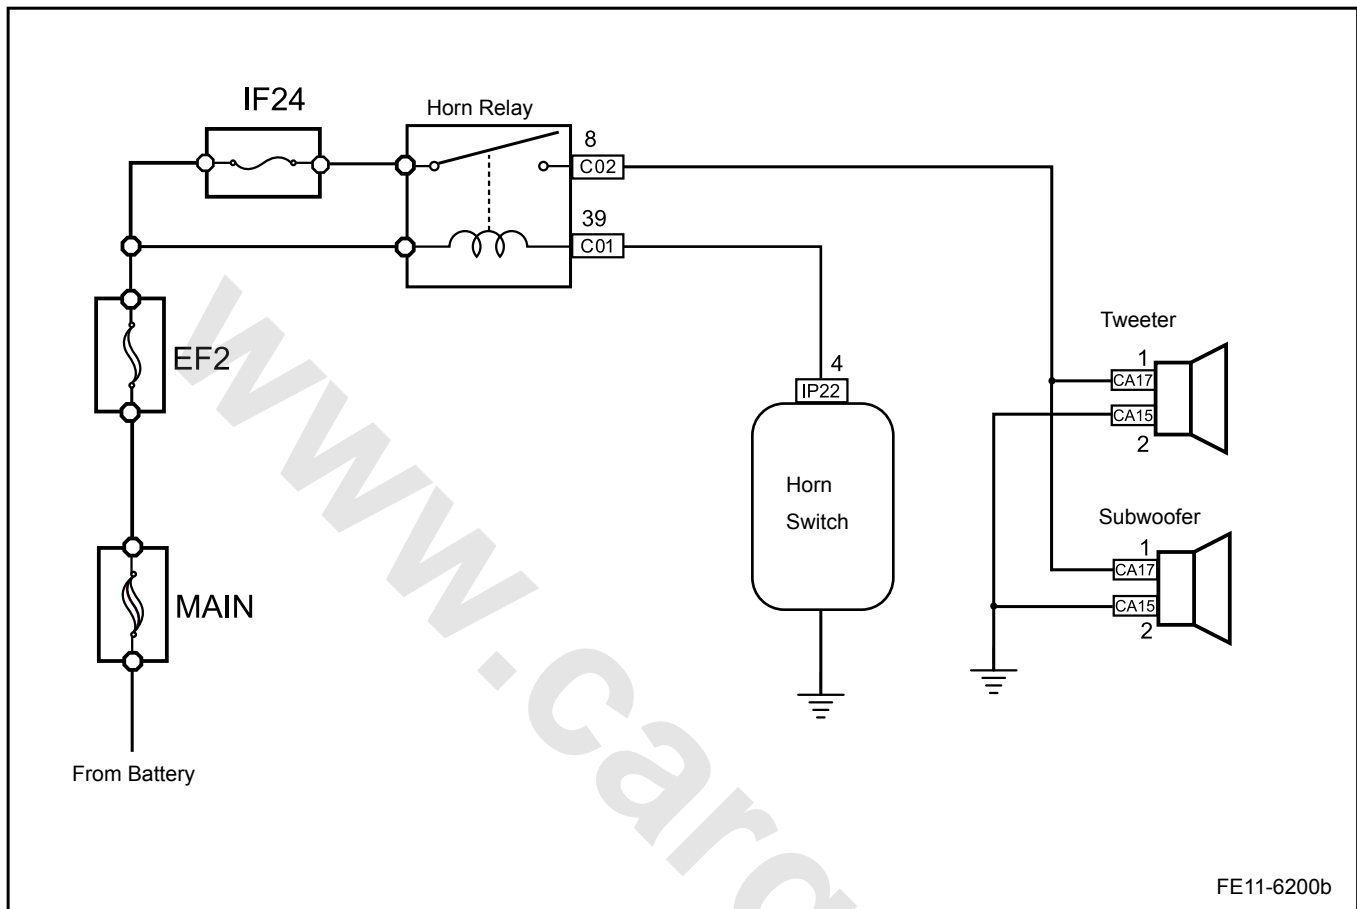 IF24
Horn Relay
8
C02
39
C01
EF2
4
IP22
Horn
Switch
Tweeter
1
CA17
CA15
2
Subwoofer
1
CA17
CA15
2
MAIN
From Battery
FE11-6200b
www.carc